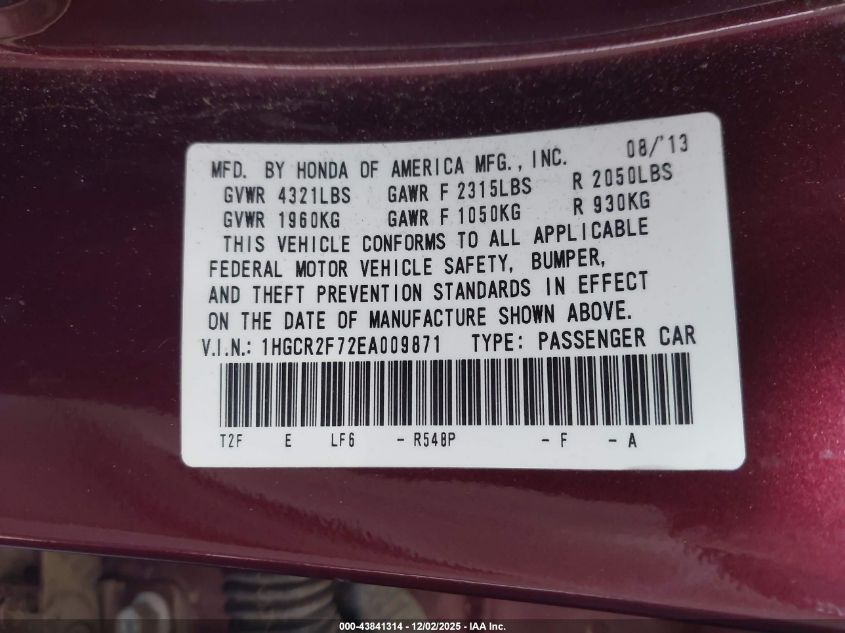 MFD. BY HONDA OF AMERICA MFG., INC. 08/'13
GVWR 4321LBS GAWR F 2315LBS R 2050LBS
GVWR 1960KG GAWR F 1050KG R 930KG
THIS VEHICLE CONFORMS TO ALL APPLICABLE
FEDERAL MOTOR VEHICLE SAFETY, BUMPER,
AND THEFT PREVENTION STANDARDS IN EFFECT
ON THE DATE OF MANUFACTURE SHOWN ABOVE.
V.I.N.: 1HGCR2F72EA009871 TYPE: PASSENGER CAR
T2F E LF6 - R548P - F - A
000-43841314 - 12/02/2025 - IAA Inc.